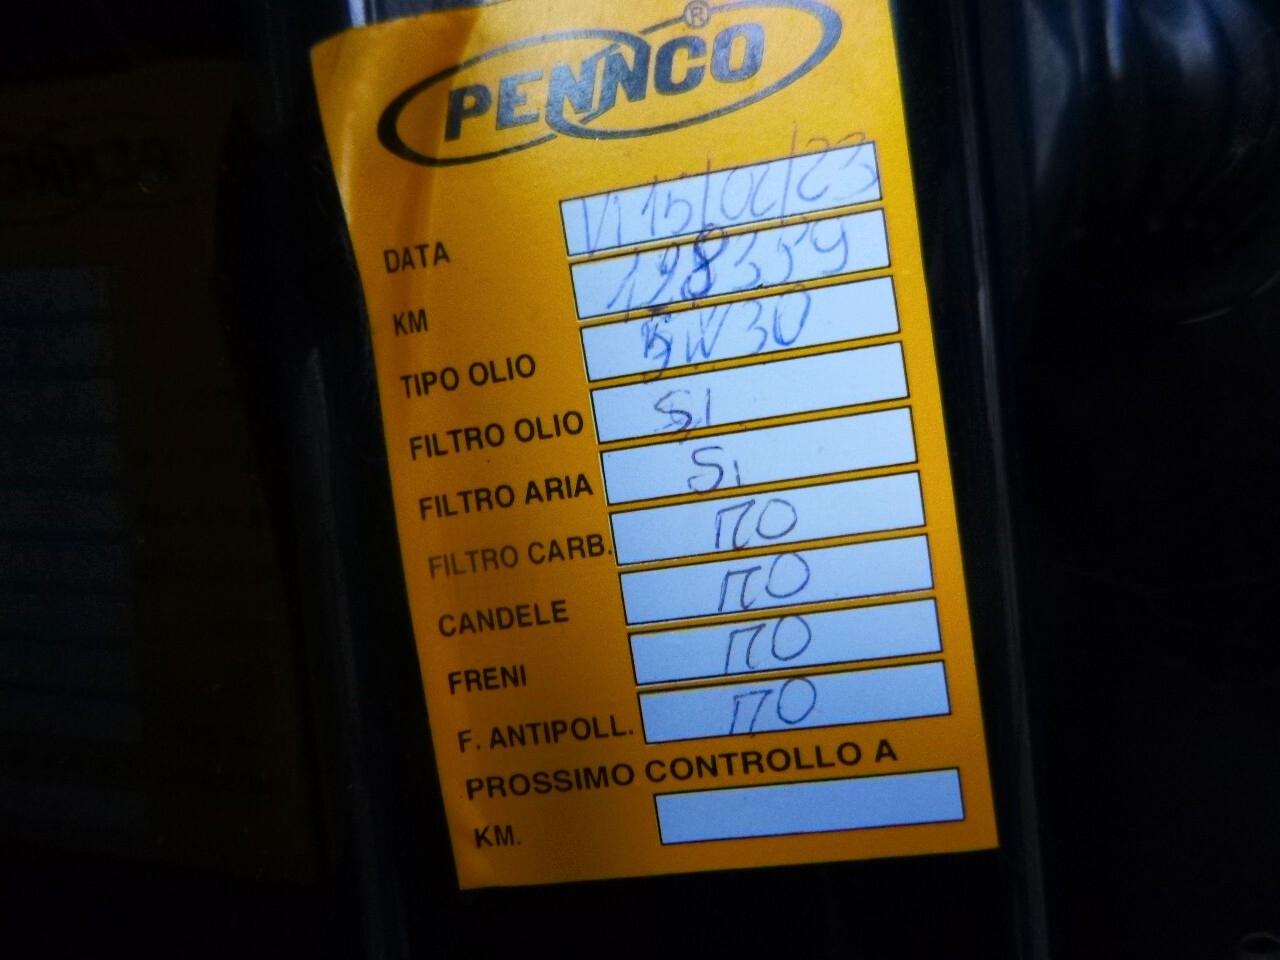 PENNCO ®
DATA 15/02/23
KM 128359
TIPO OLIO 5W30
FILTRO OLIO SI
FILTRO ARIA Si
FILTRO CARB. no
CANDELE no
FRENI no
F. ANTIPOLL. no
PROSSIMO CONTROLLO A
KM.